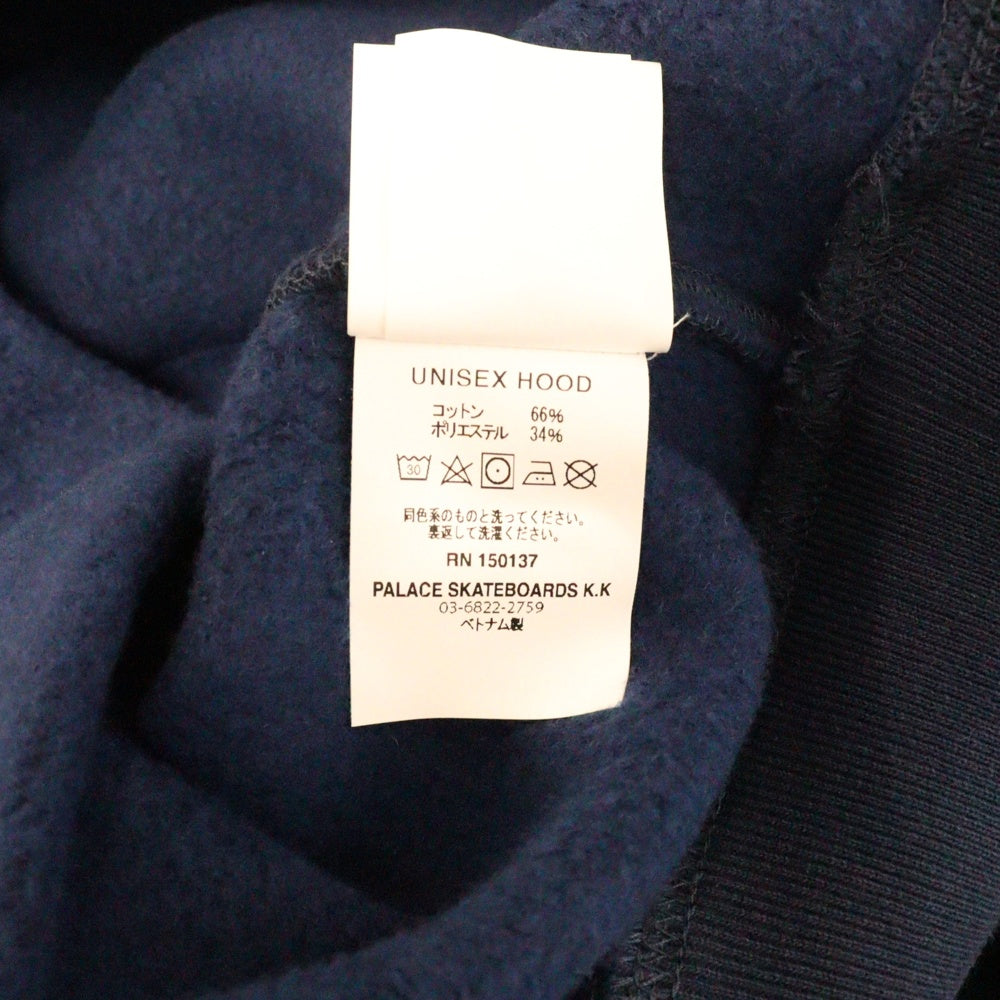 UNISEX HOOD
コットン 66%
ポリエステル 34%
30
同色系のものと洗ってください。
裏返して洗濯ください。
RN 150137
PALACE SKATEBOARDS K.K
03-6822-2759
ベトナム製